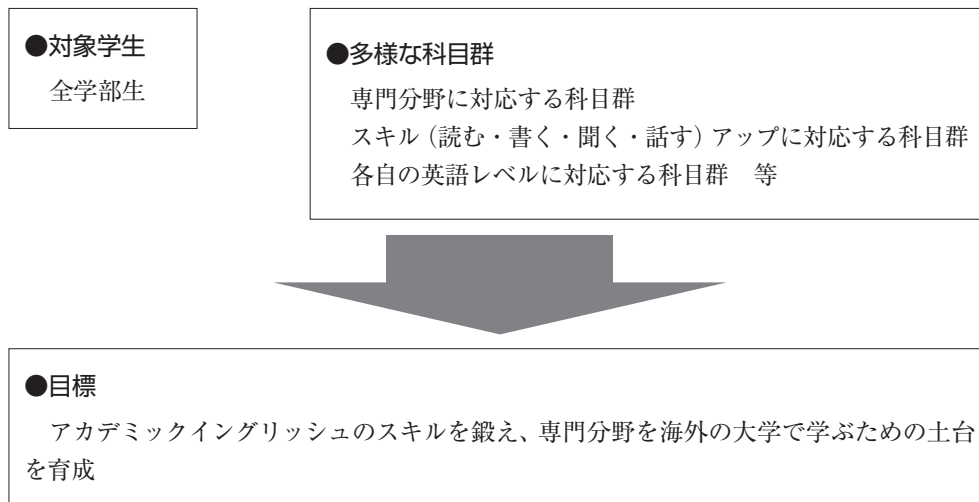 ●対象学生
全学部生
●多様な科目群
専門分野に対応する科目群
スキル(読む・書く・聞く・話す)アップに対応する科目群
各自の英語レベルに対応する科目群　等
●目標
アカデミックイングリッシュのスキルを鍛え、専門分野を海外の大学で学ぶための土台
を育成